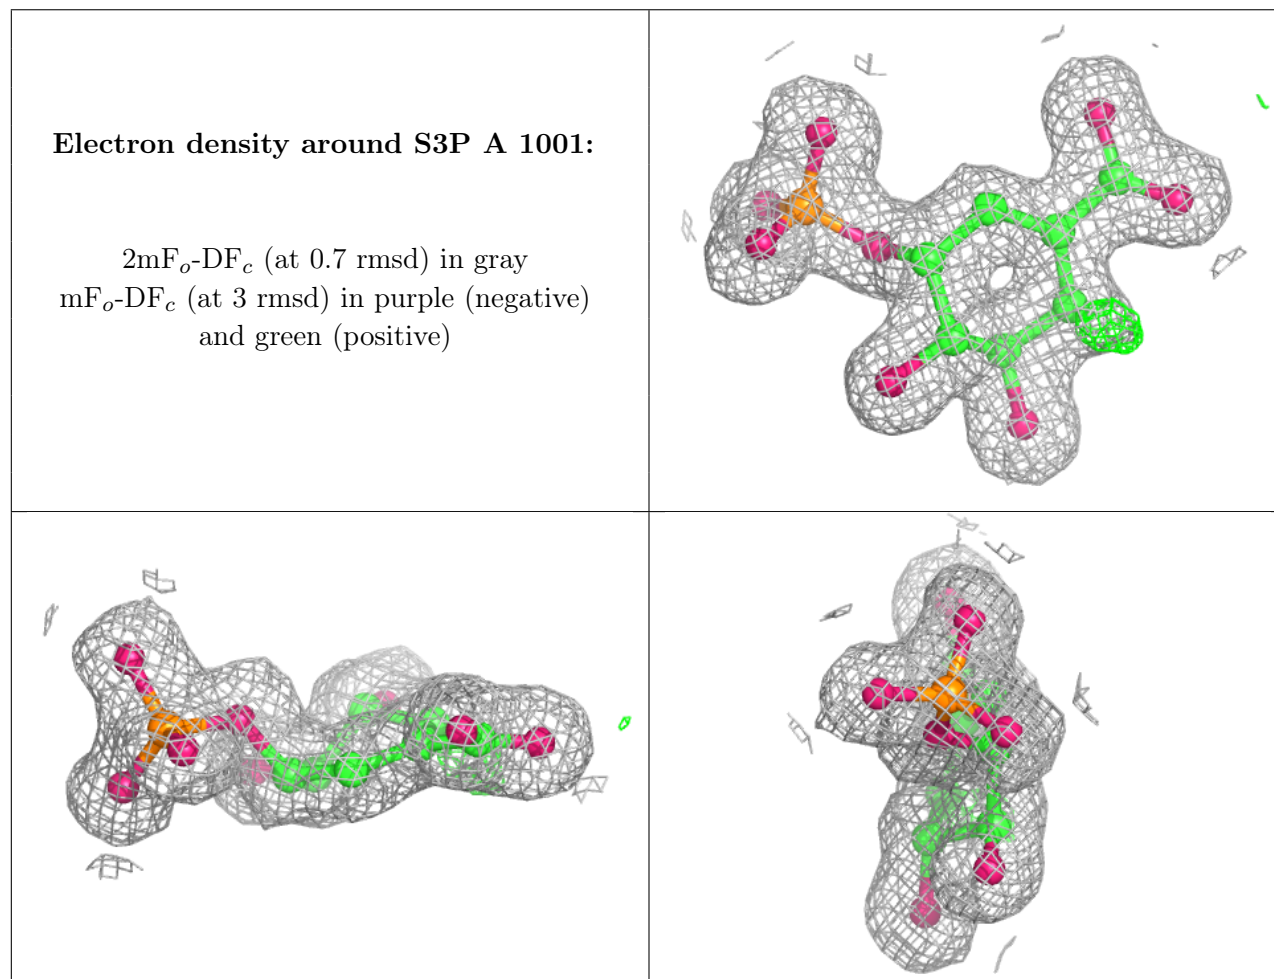 Electron density around S3P A 1001:
2mFo-DFc (at 0.7 rmsd) in gray
mFo-DFc (at 3 rmsd) in purple (negative)
and green (positive)